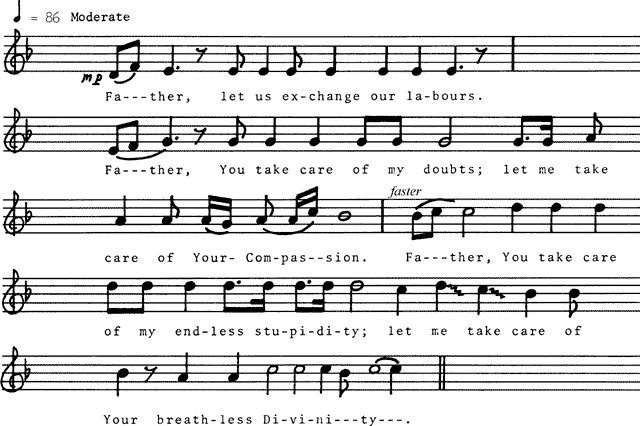 = 86 Moderate
mp
Fa---ther, let us ex-change our la-bours.
Fa---ther, You take care of my doubts; let me take
faster
care of Your- Com-pas--sion. Fa---ther, You take care
of my end-less stu-pi-di-ty; let me take care of
Your breath-less Di-vi-ni---ty---.